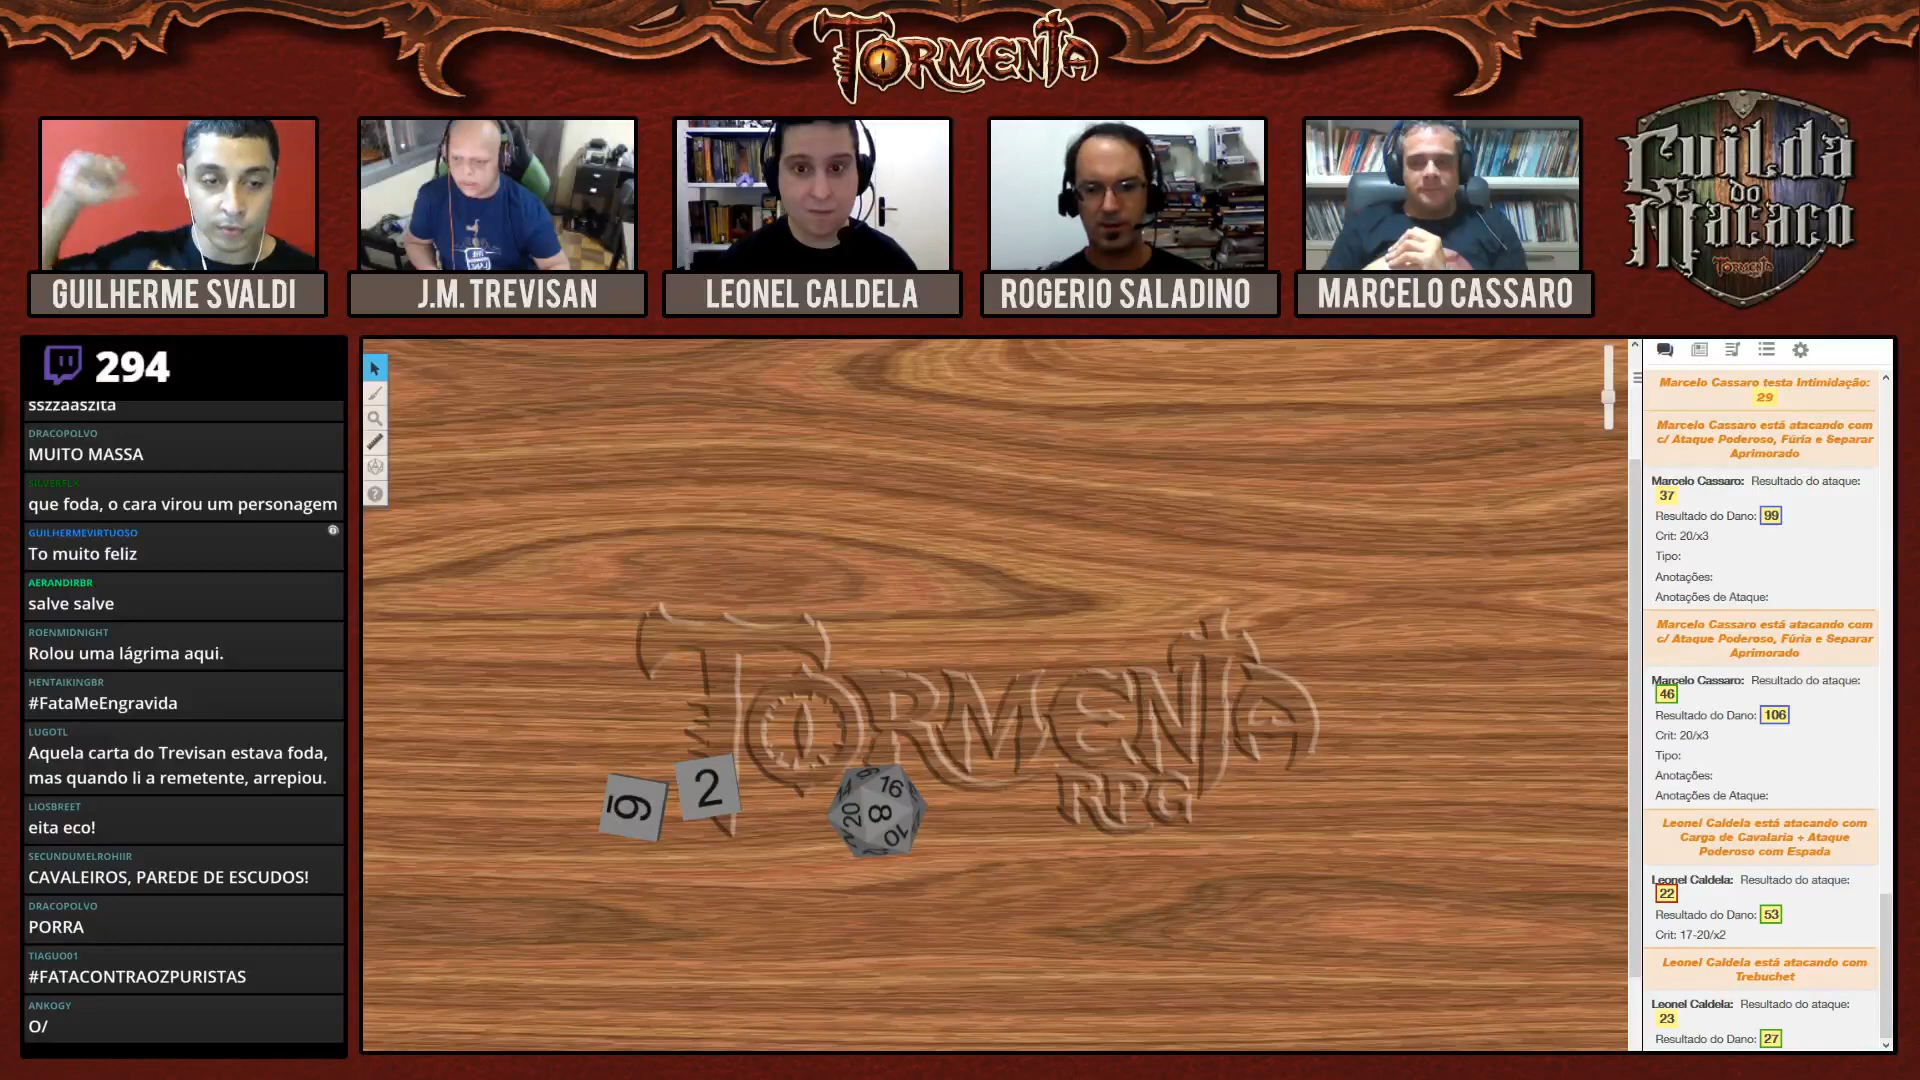 TORMENTA
GUILHERME SVALDI
J.M. TREVISAN
LEONEL CALDELA
ROGERIO SALADINO
MARCELO CASSARO
Guilda
do
Macaco
TORMENTA
294
sszzaaszita
DRACOPOLVO
MUITO MASSA
SILVERFLX
que foda, o cara virou um personagem
GUILHERMEVIRTUOSO
To muito feliz
AERANDIRBR
salve salve
ROENMIDNIGHT
Rolou uma lágrima aqui.
HENTAIKINGBR
#FataMeEngravida
LUGOTL
Aquela carta do Trevisan estava foda,
mas quando li a remetente, arrepiou.
LIOSBREET
eita eco!
SECUNDUMELROHIIR
CAVALEIROS, PAREDE DE ESCUDOS!
DRACOPOLVO
PORRA
TIAGUO01
#FATACONTRAOZPURISTAS
ANKOGY
O/
TORMENTA
RPG
9 2
16
20 8
10
Marcelo Cassaro testa Intimidação:
29
Marcelo Cassaro está atacando com
c/ Ataque Poderoso, Fúria e Separar
Aprimorado
Marcelo Cassaro: Resultado do ataque:
37
Resultado do Dano: 99
Crit: 20/x3
Tipo:
Anotações:
Anotações de Ataque:
Marcelo Cassaro está atacando com
c/ Ataque Poderoso, Fúria e Separar
Aprimorado
Marcelo Cassaro: Resultado do ataque:
46
Resultado do Dano: 106
Crit: 20/x3
Tipo:
Anotações:
Anotações de Ataque:
Leonel Caldela está atacando com
Carga de Cavalaria + Ataque
Poderoso com Espada
Leonel Caldela: Resultado do ataque:
22
Resultado do Dano: 53
Crit: 17-20/x2
Leonel Caldela está atacando com
Trebuchet
Leonel Caldela: Resultado do ataque:
23
Resultado do Dano: 27